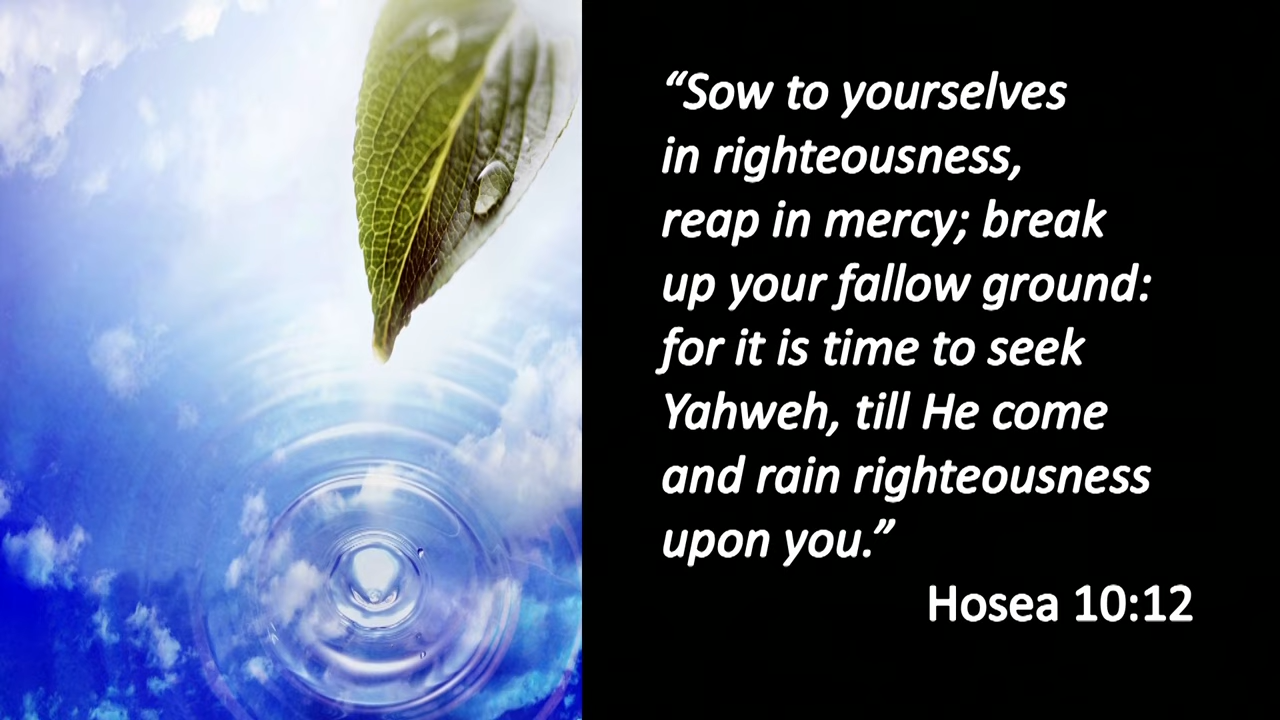 “Sow to yourselves
in righteousness,
reap in mercy; break
up your fallow ground:
for it is time to seek
Yahweh, till He come
and rain righteousness
upon you.”
Hosea 10:12